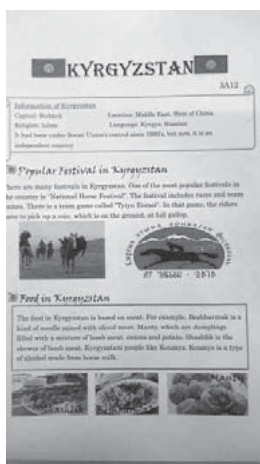 KYRGYZSTAN
3A12
Information of Kyrgyzstan
Capital: Bishkek Location: Middle East, West of China.
Religion: Islam Language: Kyrgyz, Russian
It had been under Soviet Union's control since 1930's, but now, it is an
independent country
Popular Festival in Kyrgyzstan
There are many festivals in Kyrgyzstan. One of the most popular festivals in
the country is "National Horse Festival". The festival includes races and team
games. There is a team game called "Tyiyn Enmei". In that game, the riders
have to pick up a coin, which is on the ground, at full gallop.
АТ 2013
Food in Kyrgyzstan
The food in Kyrgyzstan is based on meat. For example, Beshbarmak is a
kind of noodle mixed with sliced meat. Manty, which are dumplings
filled with a mixture of lamb meat, onions and potato. Shashlik is the
skewer of lamb meat. Kyrgyzstani people like Koumys. Koumys is a type
of alcohol made from horse milk.
Shashlik
Manty